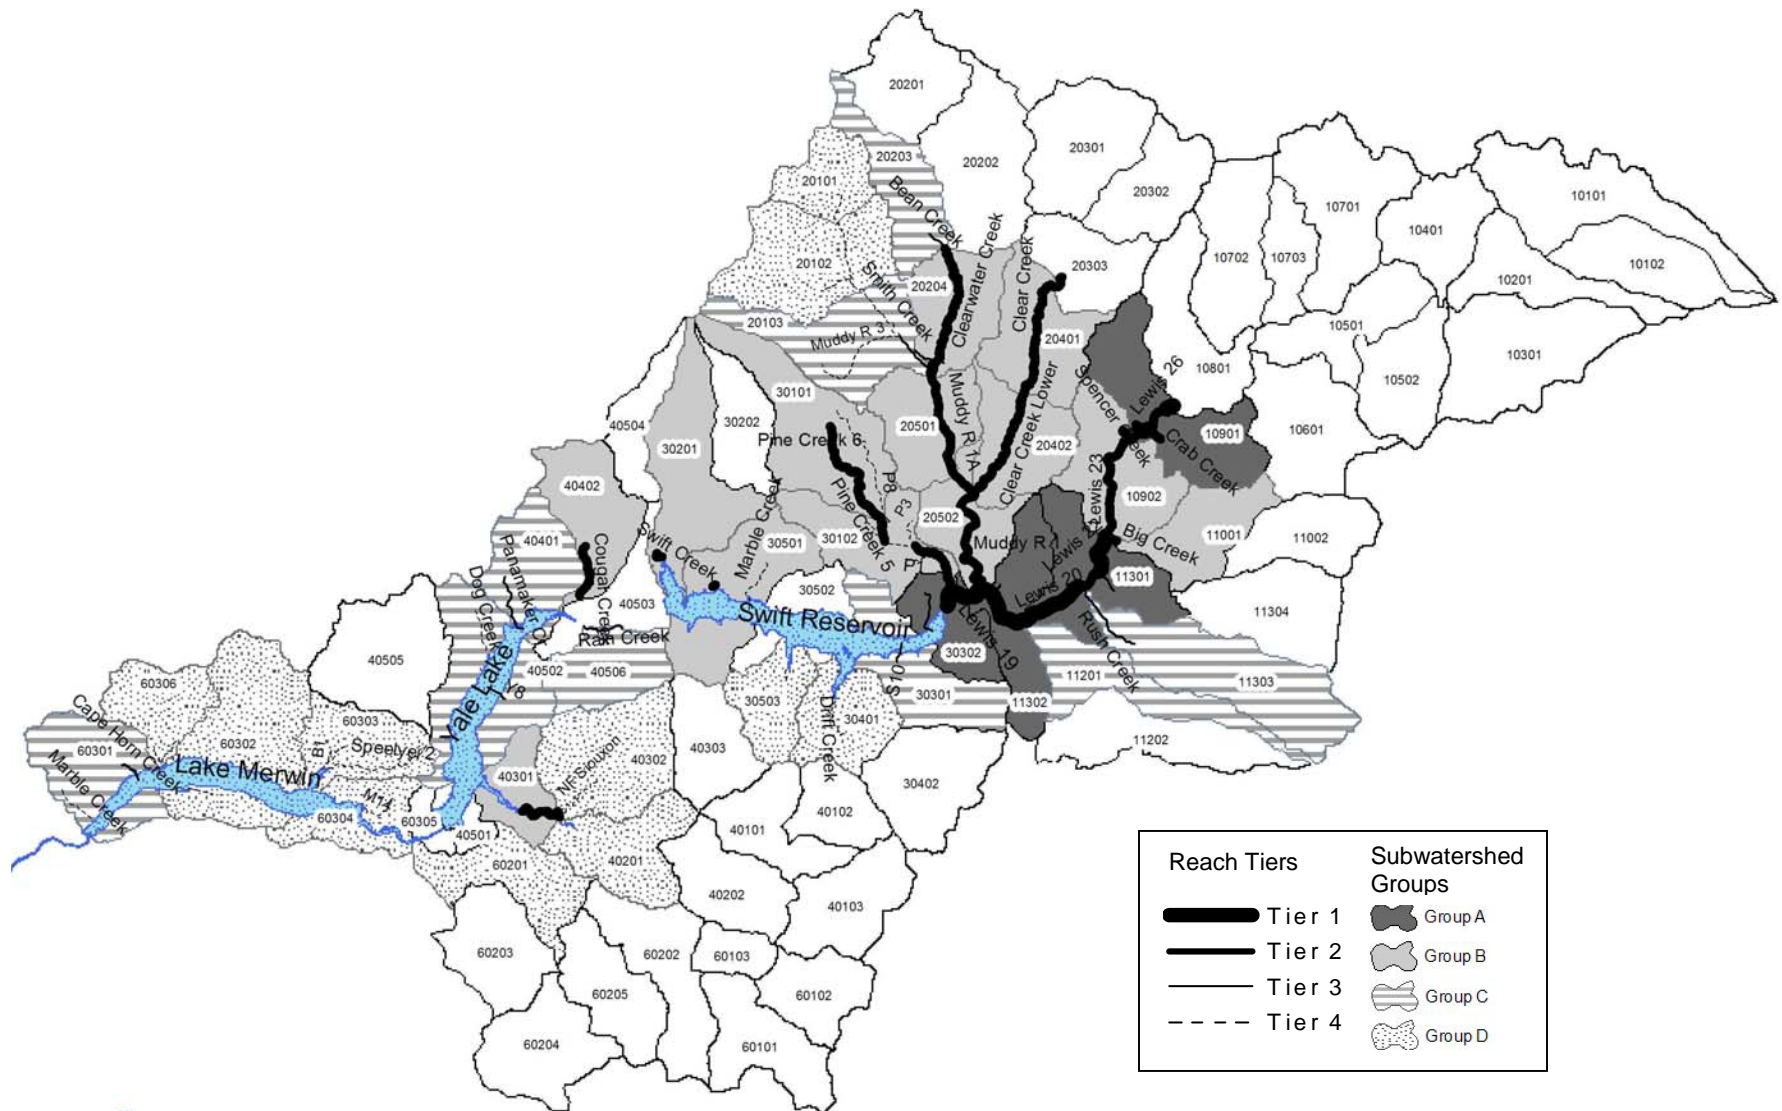 20201
20203
20202
20301
20302
20101
20102
Bean Creek
10701
10101
10401
10102
10201
10702
10703
20303
20204
Smith Creek
Clearwater Creek
Clear Creek
20103
Muddy R 3
20401
10501
10301
10502
10801
Lewis 26
Spencer Creek
30101
30202
40504
30201
Pine Creek 6
20501
Muddy R 1A
Clear Creek Lower
20402
10901
Crab Creek
10601
40402
P8
P3
Pine Creek 5
Lewis 23
10902
20502
Marble Creek
30501
30102
40401
Swift Creek
Muddy R 1
Big Creek
11001
11002
Panamaker Cr
Dog Creek
Cougar Creek
40503
30502
P
Lewis 20
11301
11304
Swift Reservoir
Rain Creek
Lewis 19
Rush Creek
30302
40505
40502
40506
S10
30301
11201
11303
11302
11202
Yale Lake
Y8
60306
Cape Horn Creek
60303
30503
Drift Creek
30401
60301
60302
B1
Speelyei 2
40303
40302
NF Siouxon
40301
30402
Lake Merwin
Marble Creek
M14
60304
60305
40501
40101
40102
60201
40201
40202
40103
60203
60202
60103
60205
60102
60204
60101
Reach Tiers
Tier 1
Tier 2
Tier 3
Tier 4
Subwatershed
Groups
Group A
Group B
Group C
Group D